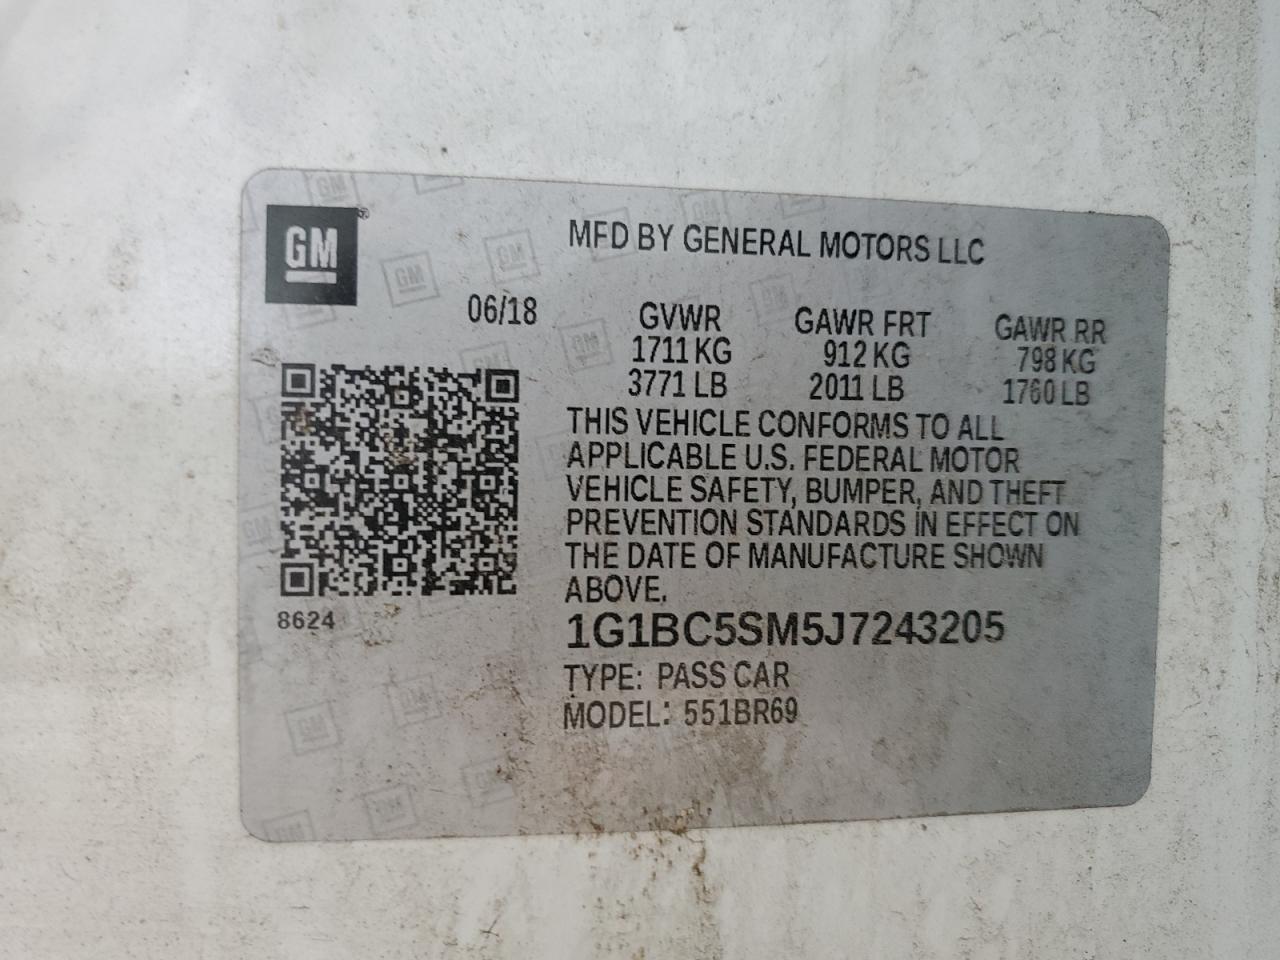 GM
MFD BY GENERAL MOTORS LLC
06/18
GVWR GAWR FRT GAWR RR
1711 KG 912 KG 798 KG
3771 LB 2011 LB 1760 LB
THIS VEHICLE CONFORMS TO ALL
APPLICABLE U.S. FEDERAL MOTOR
VEHICLE SAFETY, BUMPER, AND THEFT
PREVENTION STANDARDS IN EFFECT ON
THE DATE OF MANUFACTURE SHOWN
ABOVE.
8624
1G1BC5SM5J7243205
TYPE: PASS CAR
MODEL: 551BR69